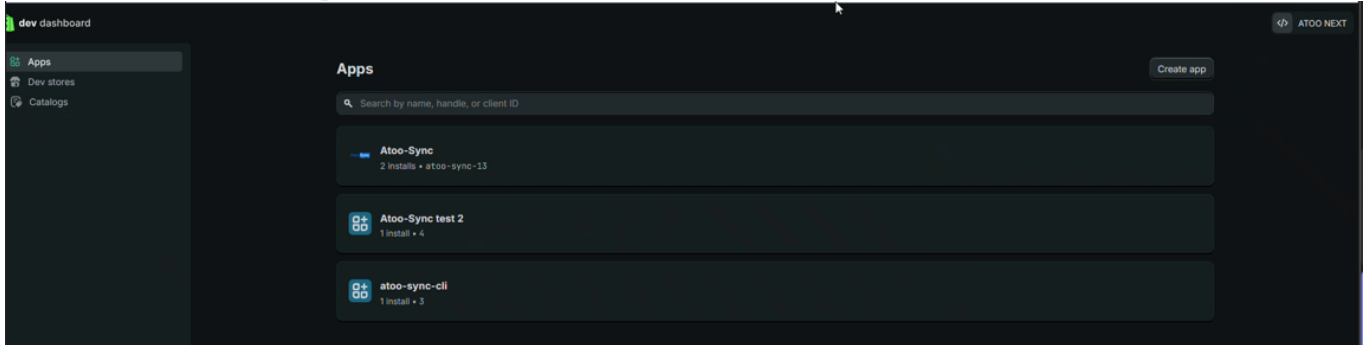 dev dashboard
ATOO NEXT
Apps
Dev stores
Catalogs
Apps
Create app
Search by name, handle, or client ID
Atoo-Sync
2 installs • atoo-sync-13
Atoo-Sync test 2
1 install • 4
atoo-sync-cli
1 install • 3